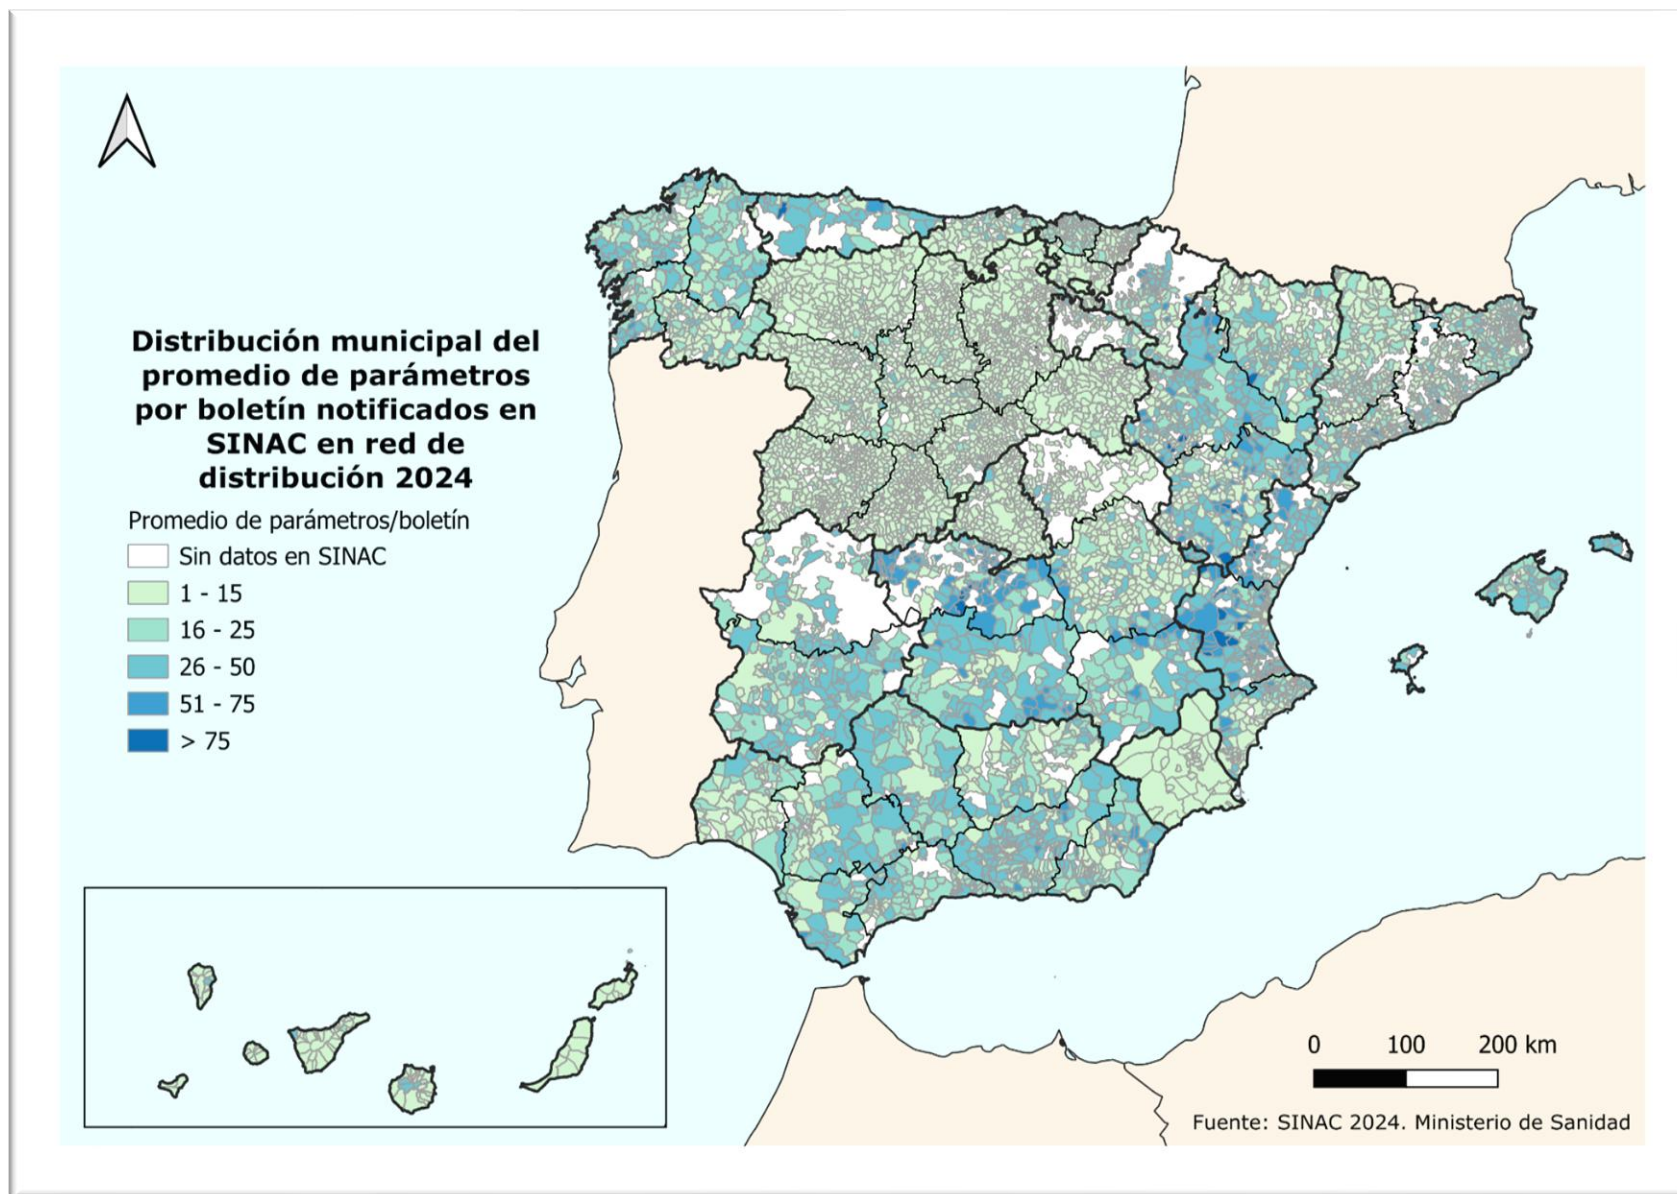 Distribución municipal del
promedio de parámetros
por boletín notificados en
SINAC en red de
distribución 2024
Promedio de parámetros/boletín
Sin datos en SINAC
1 - 15
16 - 25
26 - 50
51 - 75
> 75
0 100 200 km
Fuente: SINAC 2024. Ministerio de Sanidad